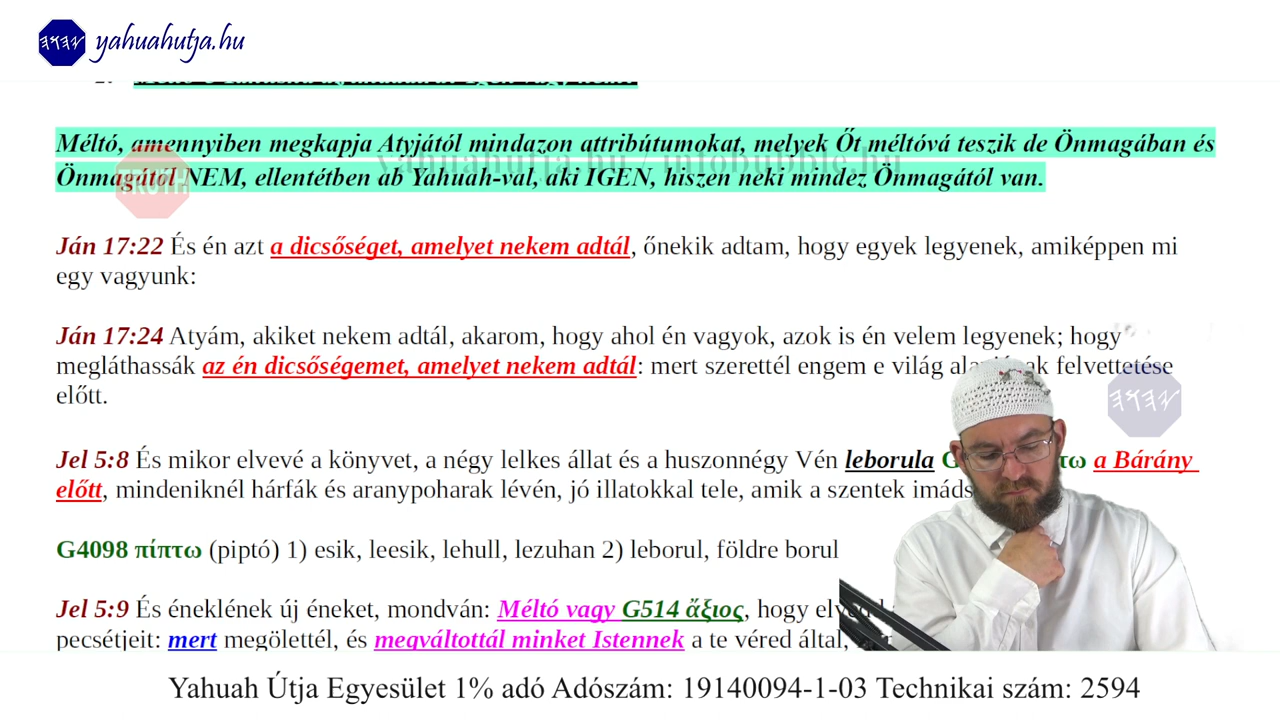 yahuahutja.hu
Méltó, amennyiben megkapja Atyjától mindazon attribútumokat, melyek Őt méltóvá teszik de Önmagában és
Önmagától NEM, ellentétben ab Yahuah-val, aki IGEN, hiszen neki mindez Önmagától van.
yahuahutja.hu / infobubble.hu
TRUTH
Ján 17:22 És én azt a dicsőséget, amelyet nekem adtál, őnekik adtam, hogy egyek legyenek, amiképpen mi
egy vagyunk:
Ján 17:24 Atyám, akiket nekem adtál, akarom, hogy ahol én vagyok, azok is én velem legyenek; hogy
megláthassák az én dicsőségemet, amelyet nekem adtál: mert szerettél engem e világ felvettetése
előtt.
Jel 5:8 És mikor elvevé a könyvet, a négy lelkes állat és a huszonnégy Vén leborula a Bárány
előtt, mindeniknél hárfák és aranypoharak lévén, jó illatokkal tele, amik a szentek
G4098 πίπτω (piptó) 1) esik, leesik, lehull, lezuhan 2) leborul, földre borul
Jel 5:9 És éneklének új éneket, mondván: Méltó vagy G514 ἄξιος, hogy
pecsétjeit: mert megölettél, és megváltottál minket Istennek a te véred által,
Yahuah Útja Egyesület 1% adó Adószám: 19140094-1-03 Technikai szám: 2594